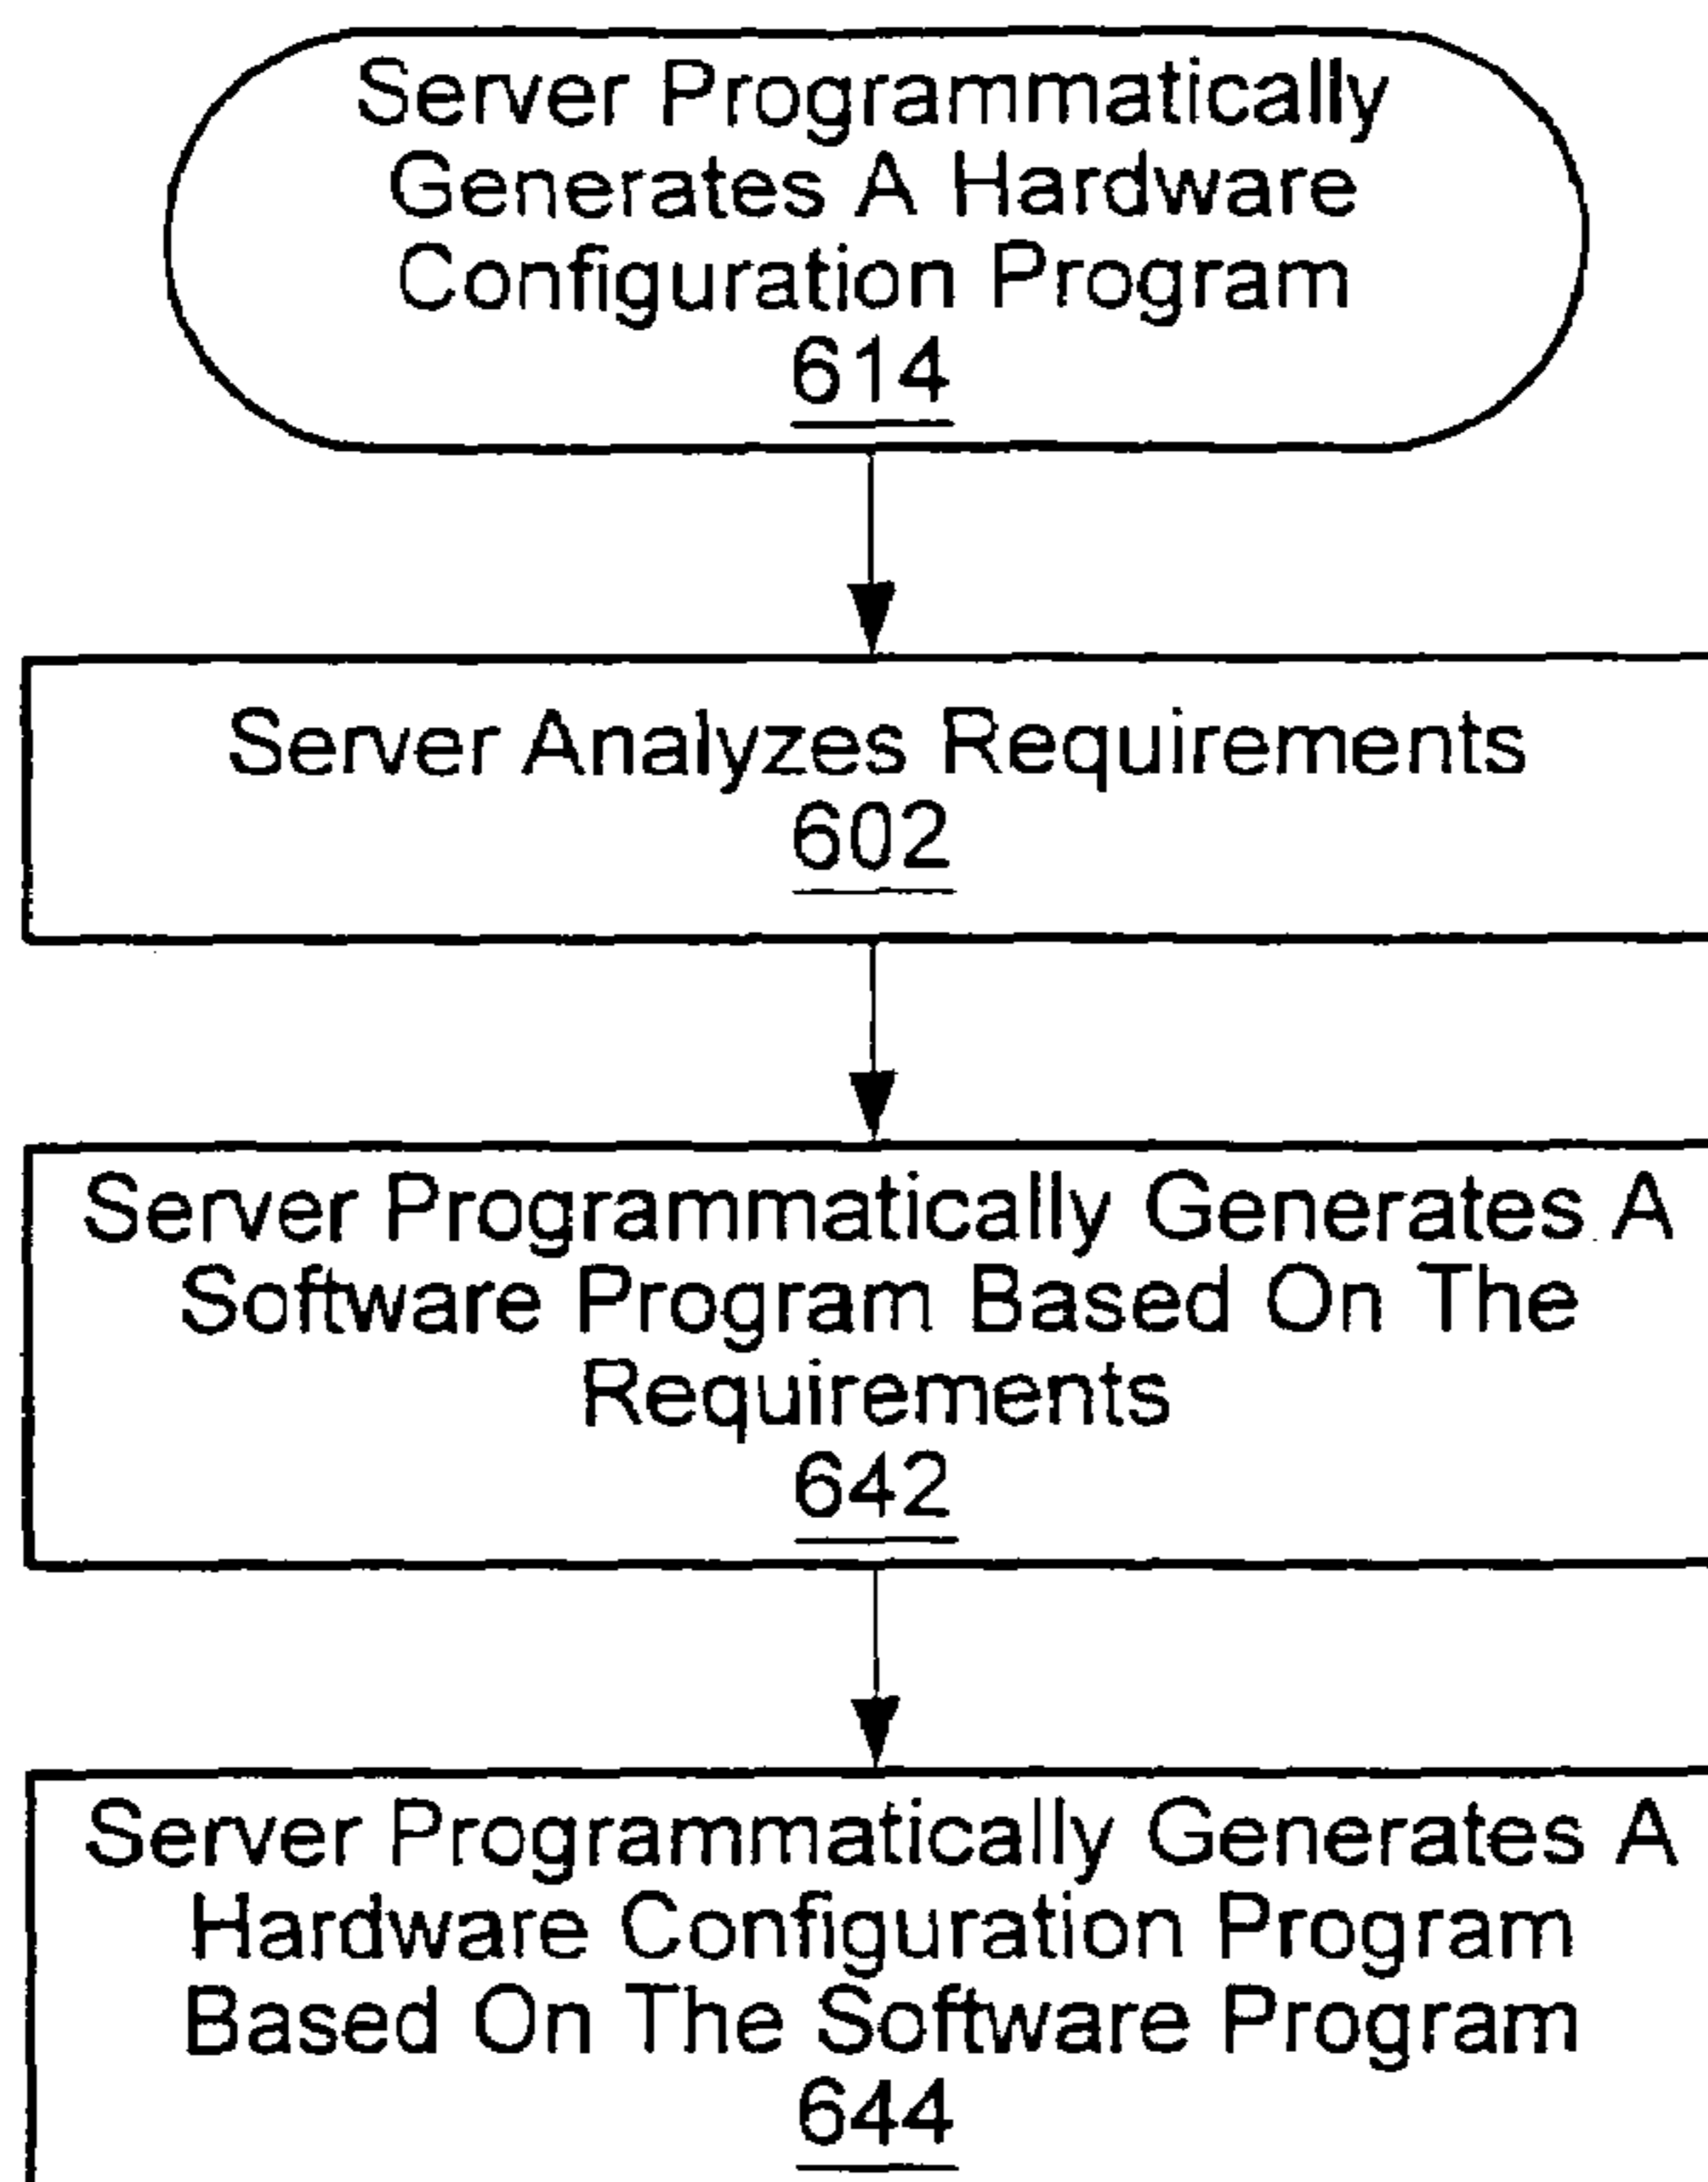 Server Programmatically
Generates A Hardware
Configuration Program
614
Server Analyzes Requirements
602
Server Programmatically Generates A
Software Program Based On The
Requirements
642
Server Programmatically Generates A
Hardware Configuration Program
Based On The Software Program
644